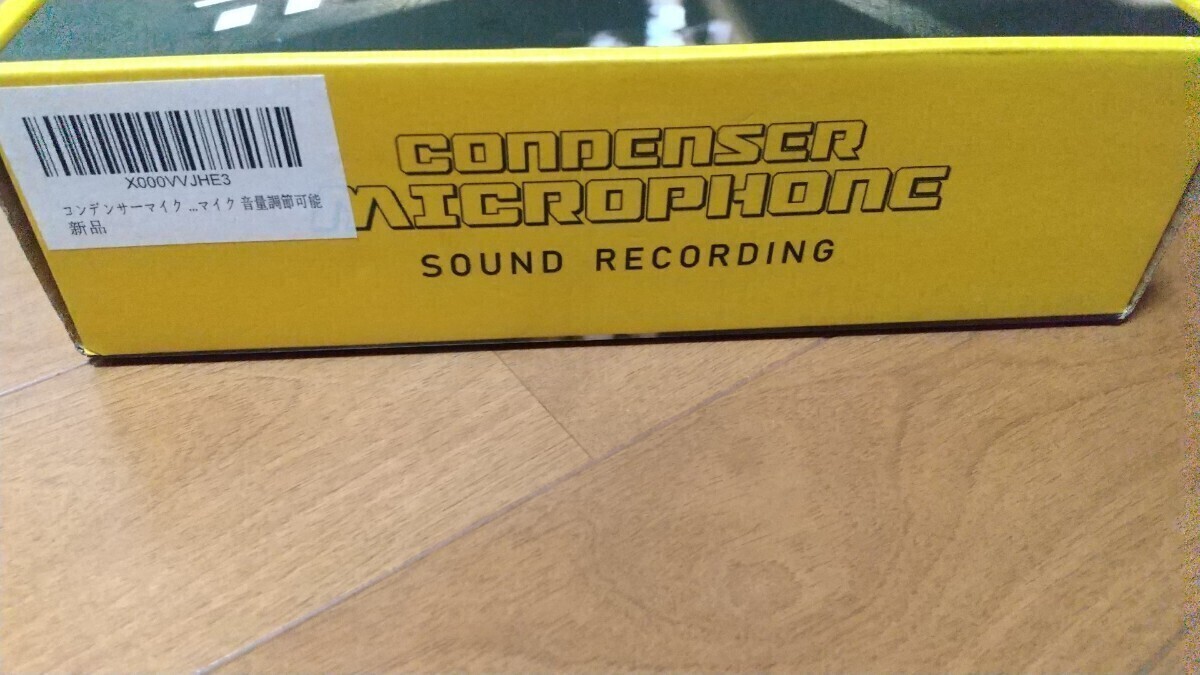 X000VVJHE3
コンデンサーマイク ...マイク 音量調節可能
新品
CONDENSER
MICROPHONE
SOUND RECORDING